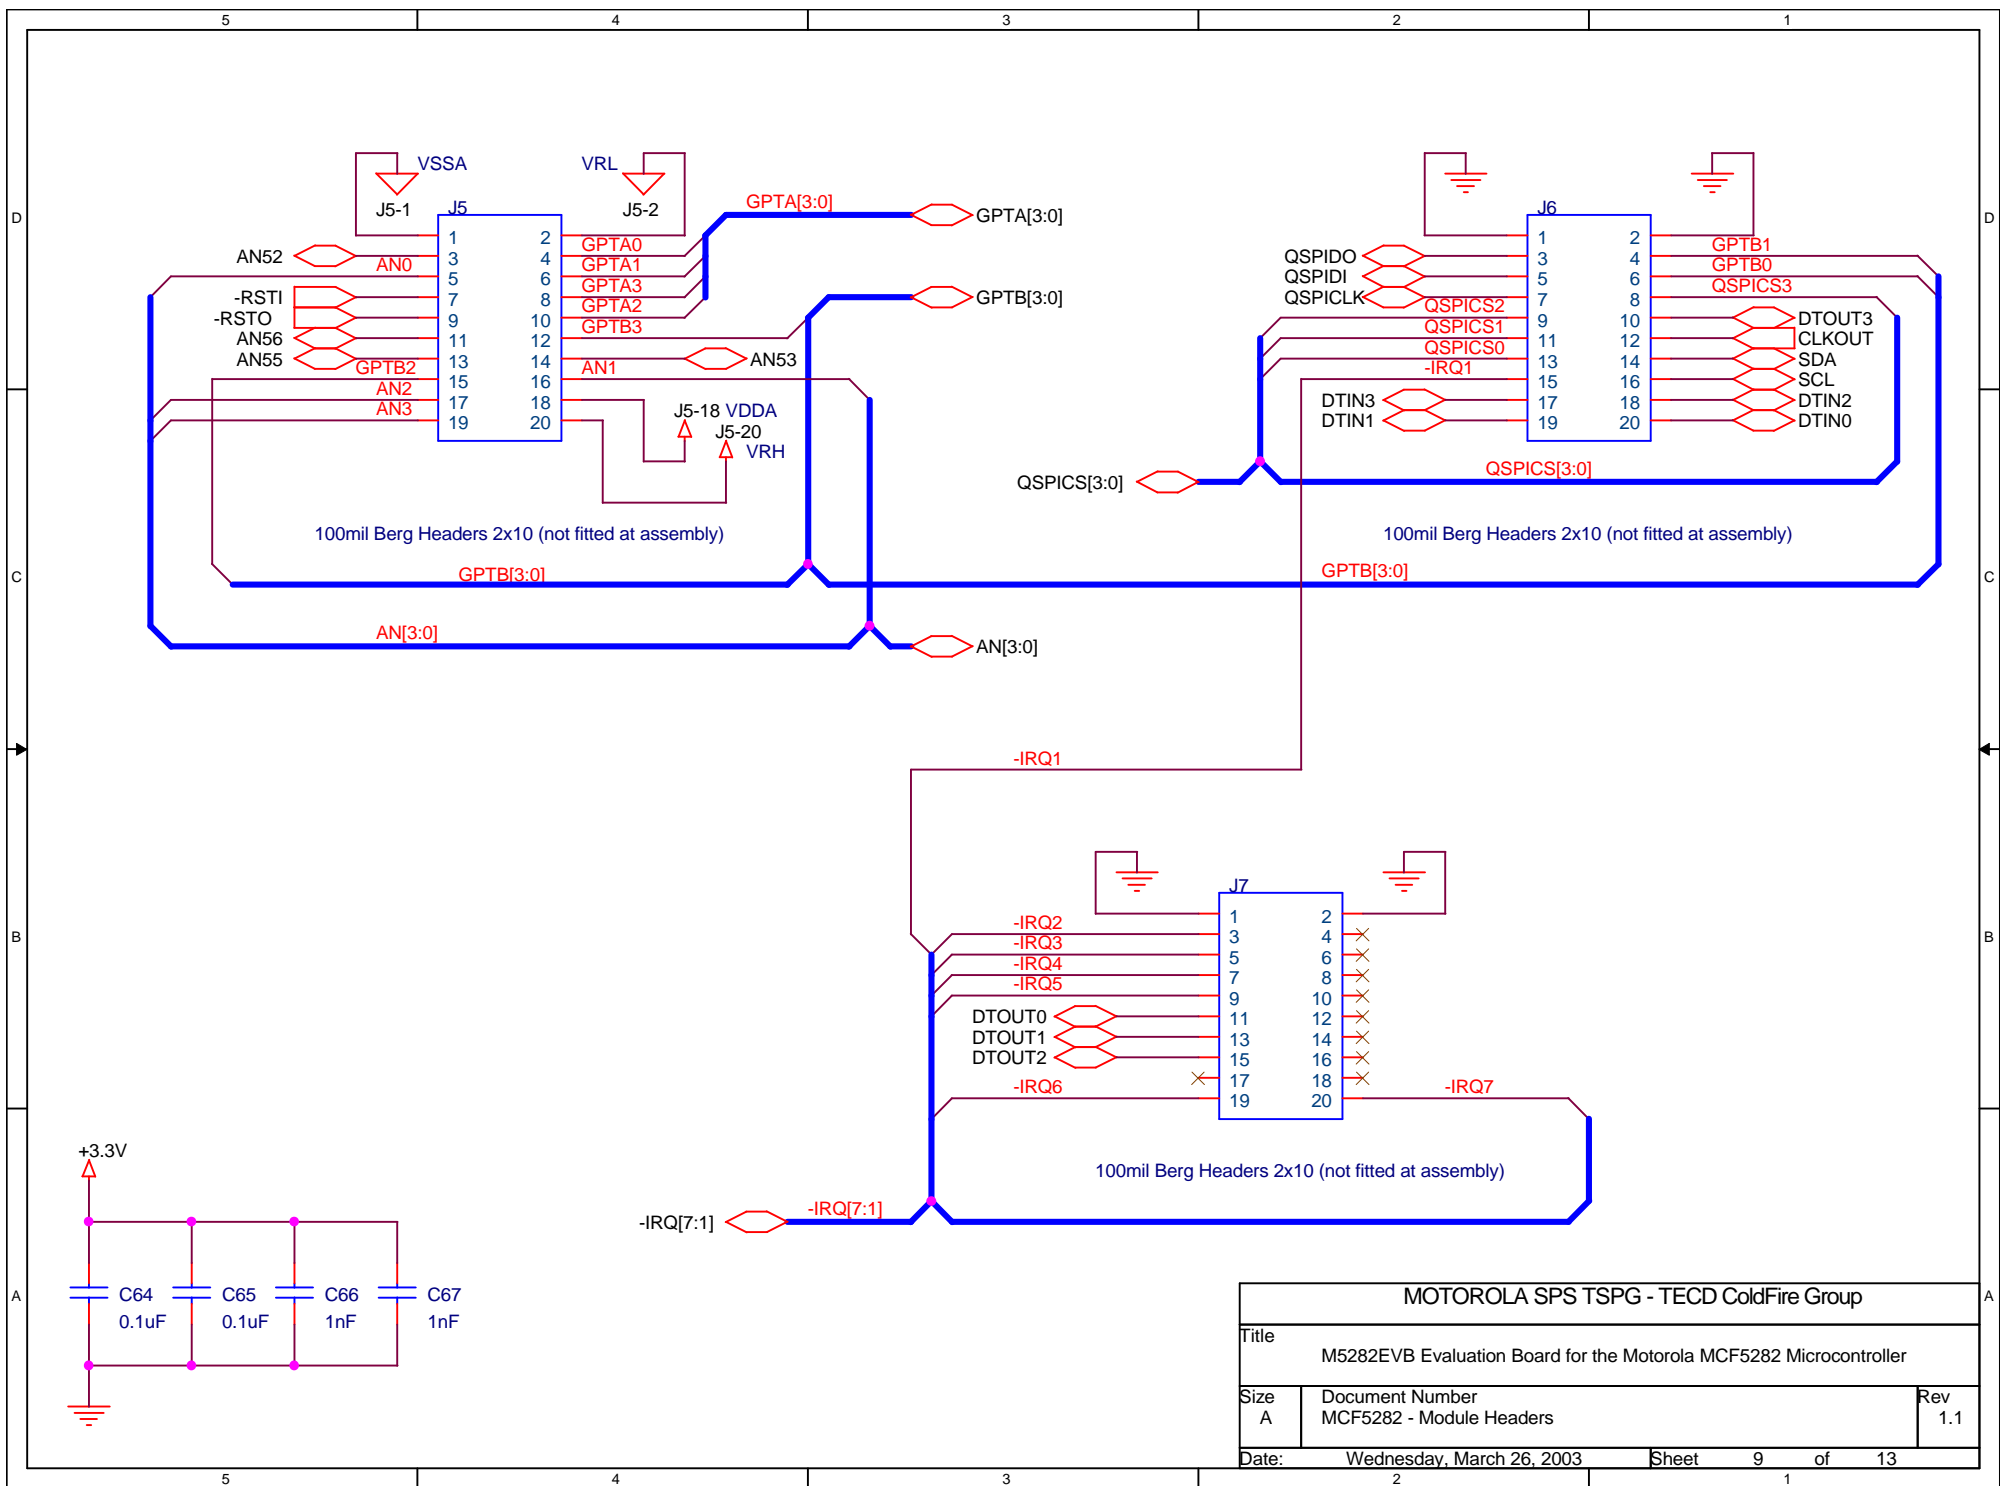 5 4 3 2 1
D D
C C
B B
A A
VSSA
J5-1
VRL
J5-2
J5
1 2
3 4
5 6
7 8
9 10
11 12
13 14
15 16
17 18
19 20
AN52
AN0
-RSTI
-RSTO
AN56
AN55
GPTB2
AN2
AN3
GPTA0
GPTA1
GPTA3
GPTA2
GPTB3
AN53
AN1
GPTA[3:0]
GPTA[3:0]
GPTB[3:0]
J5-18 VDDA
J5-20
VRH
100mil Berg Headers 2x10 (not fitted at assembly)
GPTB[3:0]
AN[3:0]
AN[3:0]
J6
1 2
3 4
5 6
7 8
9 10
11 12
13 14
15 16
17 18
19 20
QSPIDO
QSPIDI
QSPICLK
QSPICS2
QSPICS1
QSPICS0
-IRQ1
DTIN3
DTIN1
GPTB1
GPTB0
QSPICS3
DTOUT3
CLKOUT
SDA
SCL
DTIN2
DTIN0
QSPICS[3:0]
QSPICS[3:0]
100mil Berg Headers 2x10 (not fitted at assembly)
GPTB[3:0]
-IRQ1
J7
1 2
3 4
5 6
7 8
9 10
11 12
13 14
15 16
17 18
19 20
-IRQ2
-IRQ3
-IRQ4
-IRQ5
DTOUT0
DTOUT1
DTOUT2
-IRQ6
-IRQ7
100mil Berg Headers 2x10 (not fitted at assembly)
-IRQ[7:1]
-IRQ[7:1]
+3.3V
C64 C65 C66 C67
0.1uF 0.1uF 1nF 1nF
MOTOROLA SPS TSPG - TECD ColdFire Group
Title
M5282EVB Evaluation Board for the Motorola MCF5282 Microcontroller
Size Document Number Rev
A MCF5282 - Module Headers 1.1
Date: Wednesday, March 26, 2003 Sheet 9 of 13
5 4 3 2 1